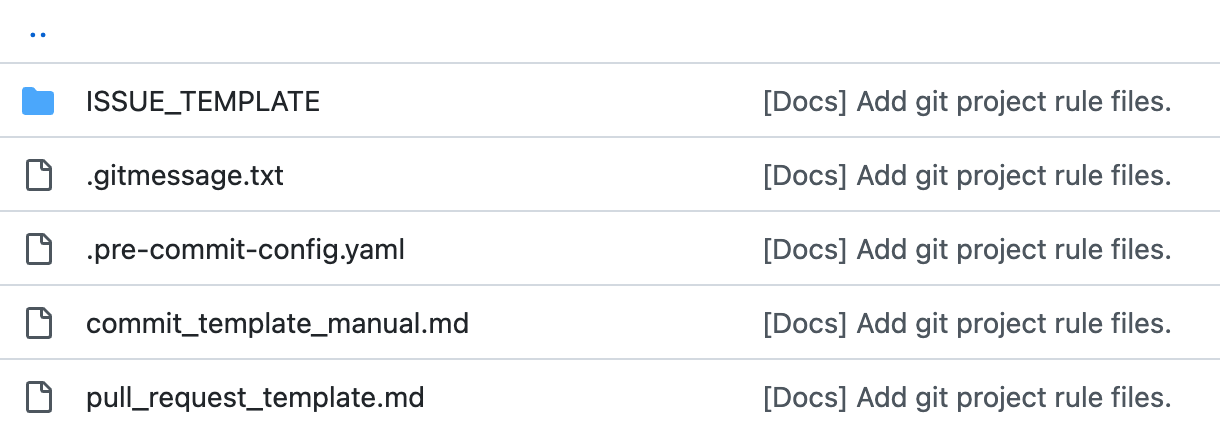 ..
ISSUE_TEMPLATE [Docs] Add git project rule files.
.gitmessage.txt [Docs] Add git project rule files.
.pre-commit-config.yaml [Docs] Add git project rule files.
commit_template_manual.md [Docs] Add git project rule files.
pull_request_template.md [Docs] Add git project rule files.